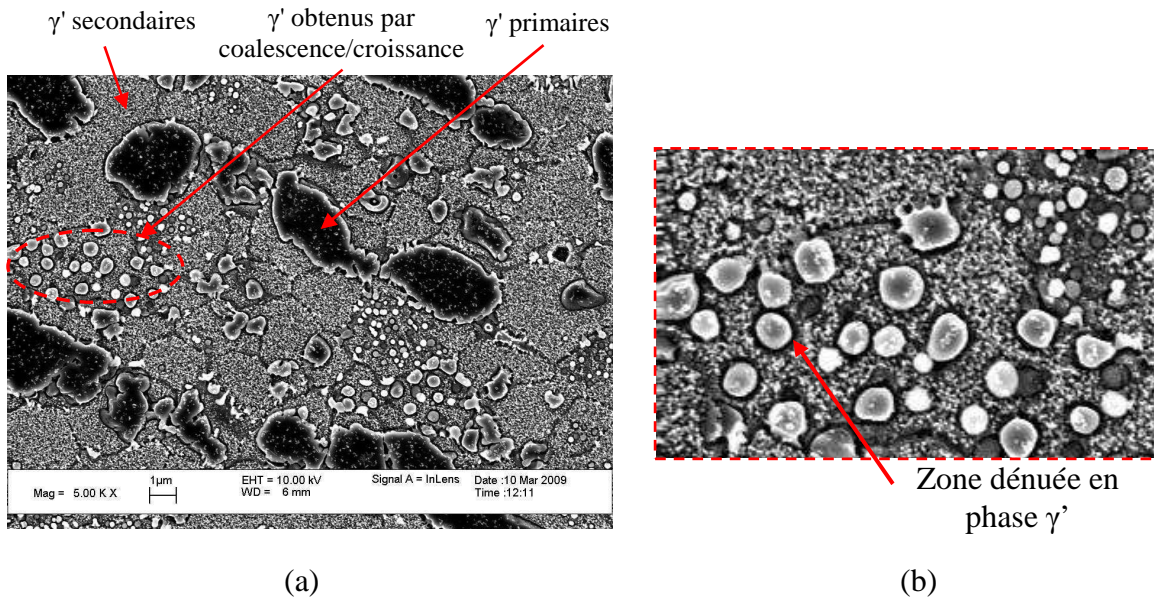 γ' secondaires
γ' obtenus par
coalescence/croissance
γ' primaires
Mag = 5.00 K X
1µm
EHT = 10.00 kV
WD = 6 mm
Signal A = InLens
Date :10 Mar 2009
Time :12:11
Zone dénuée en
phase γ’
(a)
(b)